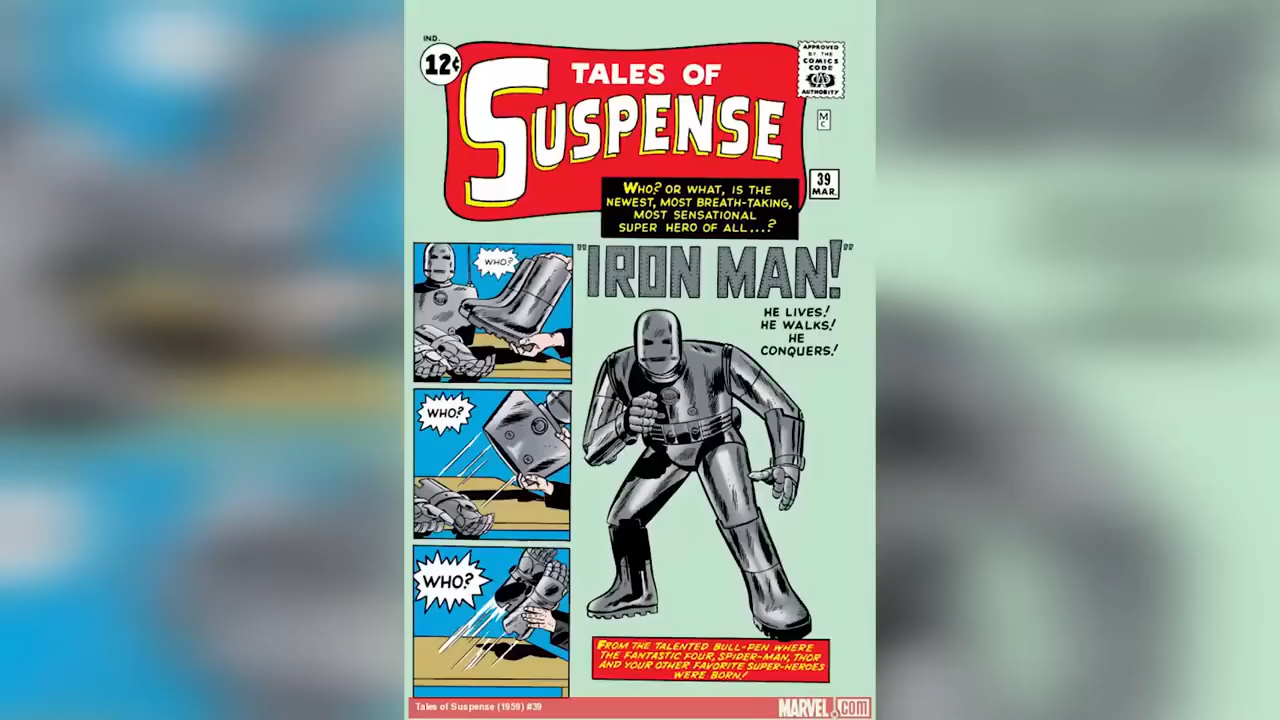 IND.
12¢
TALES OF
SUSPENSE
APPROVED
BY THE
COMICS
CODE
CA
AUTHORITY
M
C
39
MAR.
WHO? OR WHAT, IS THE
NEWEST, MOST BREATH-TAKING,
MOST SENSATIONAL
SUPER HERO OF ALL...?
"IRON MAN!"
HE LIVES!
HE WALKS!
HE
CONQUERS!
WHO?
WHO?
WHO?
FROM THE TALENTED BULL-PEN WHERE
THE FANTASTIC FOUR, SPIDER-MAN, THOR
AND YOUR OTHER FAVORITE SUPER-HEROES
WERE BORN!
Tales of Suspense (1959) #39
MARVEL.COM